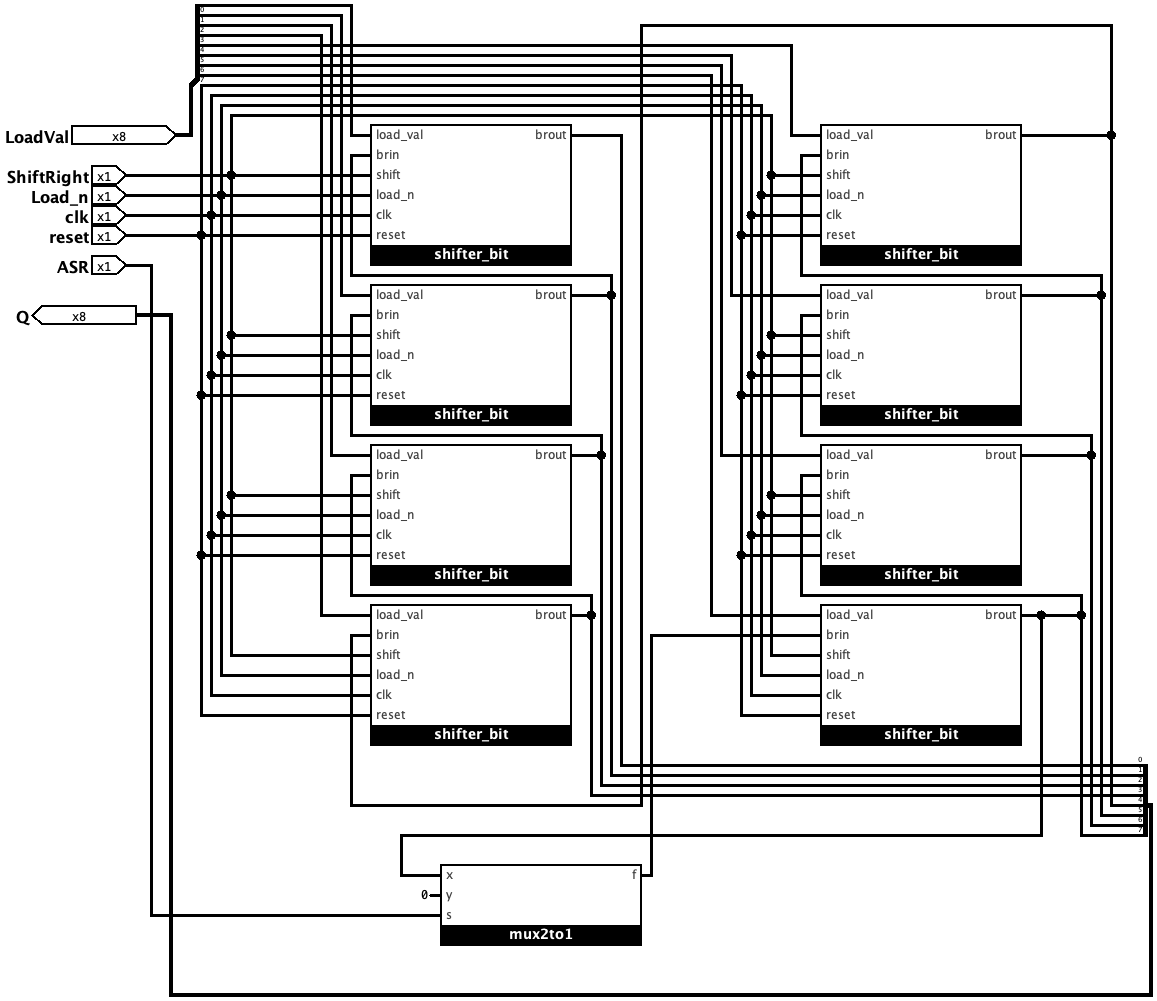 0
1
2
3
4
5
6
7
LoadVal x8
ShiftRight x1
Load_n x1
clk x1
reset x1
ASR x1
Q x8
load_val brout
brin
shift
load_n
clk
reset
shifter_bit
load_val brout
brin
shift
load_n
clk
reset
shifter_bit
load_val brout
brin
shift
load_n
clk
reset
shifter_bit
load_val brout
brin
shift
load_n
clk
reset
shifter_bit
load_val brout
brin
shift
load_n
clk
reset
shifter_bit
load_val brout
brin
shift
load_n
clk
reset
shifter_bit
load_val brout
brin
shift
load_n
clk
reset
shifter_bit
load_val brout
brin
shift
load_n
clk
reset
shifter_bit
0
1
2
3
4
5
6
7
x f
0 y
s
mux2to1